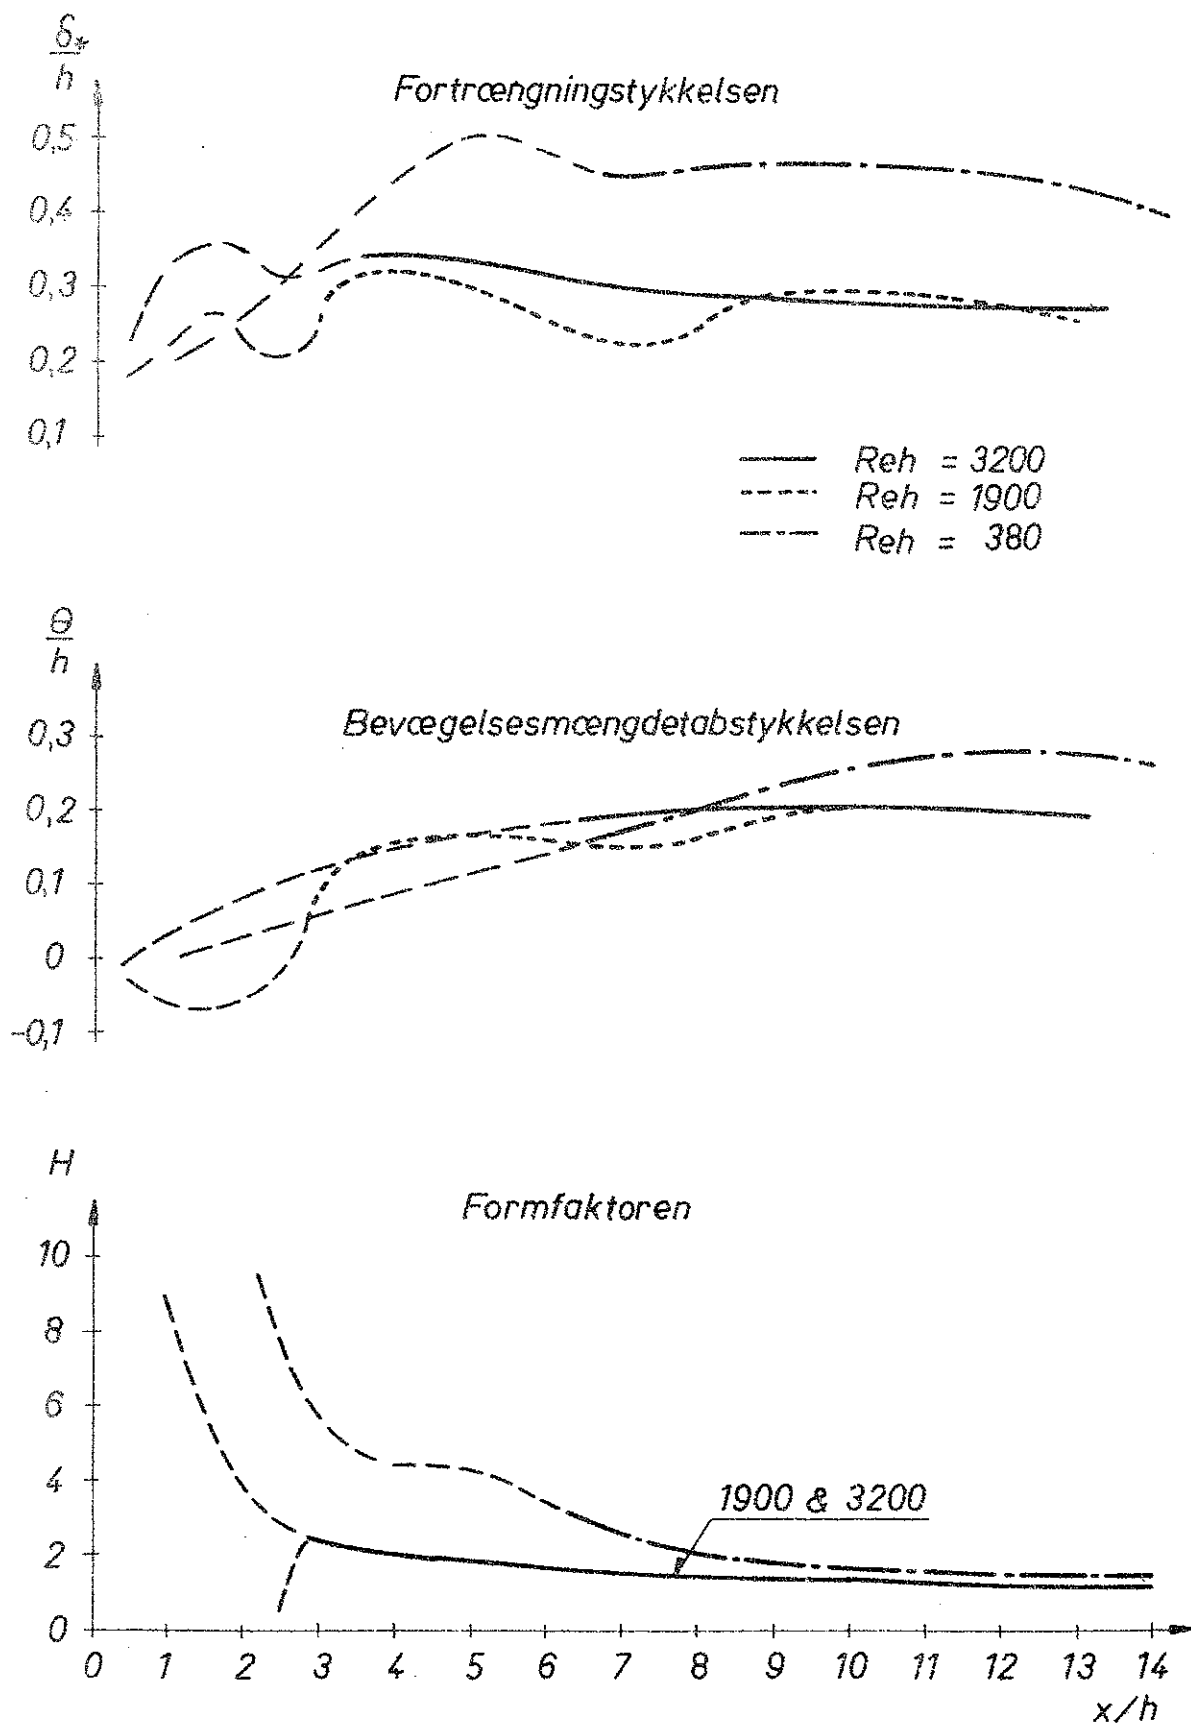 δ*
h
Fortrængningstykkelsen
0,5
0,4
0,3
0,2
0,1
Reh = 3200
Reh = 1900
Reh = 380
θ
h
Bevægelsesmængdetabstykkelsen
0,3
0,2
0,1
0
-0,1
H
Formfaktoren
10
8
6
4
2
0
1900 & 3200
0 1 2 3 4 5 6 7 8 9 10 11 12 13 14
x/h